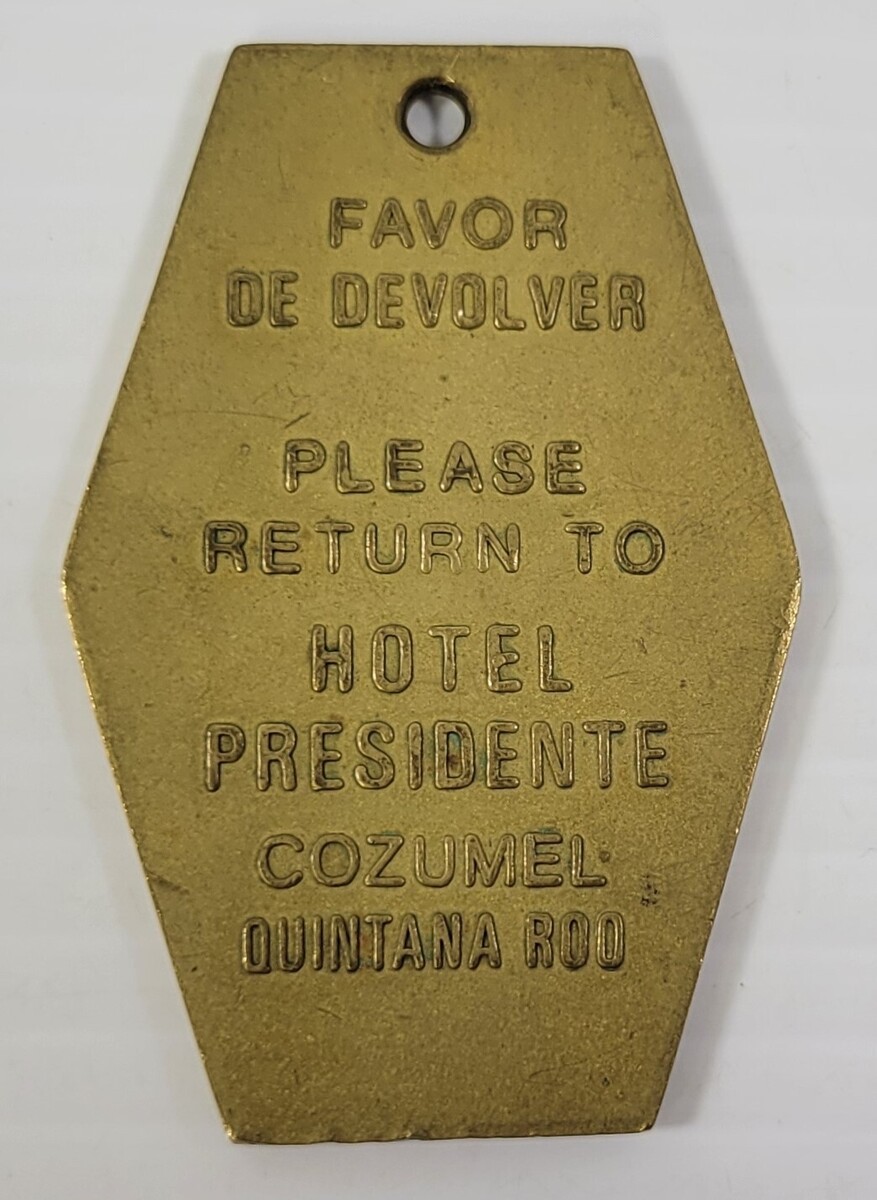 FAVOR
DE DEVOLVER
PLEASE
RETURN TO
HOTEL
PRESIDENTE
COZUMEL
QUINTANA ROO